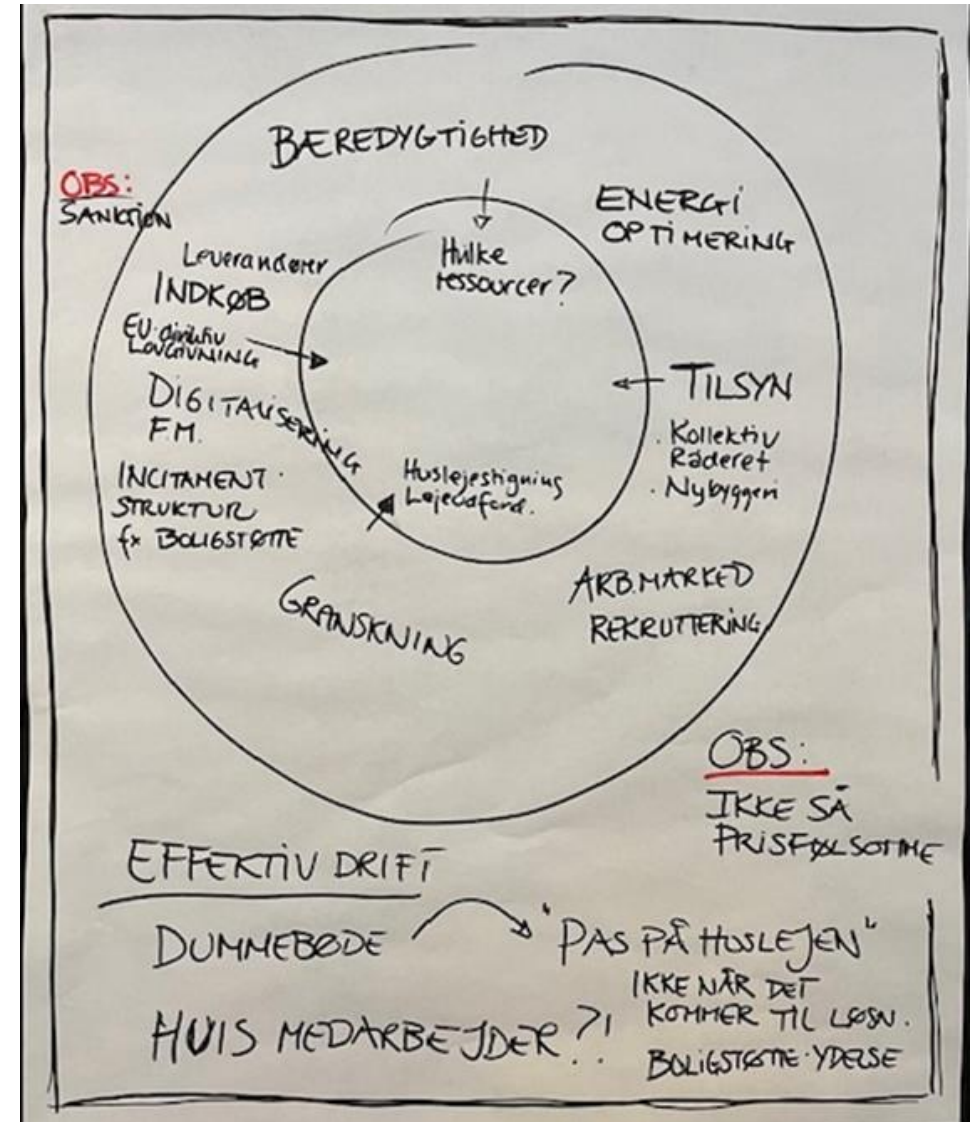 BÆREDYGTIGHED
OBS:
SANKTION
ENERGI
OPTIMERING
Hvilke
ressourcer?
Leverandører
INDKØB
EU-direktiv
LOVGIVNING
DIGITALISERING
F.M.
INCITAMENT
STRUKTUR
fx BOLIGSTØTTE
TILSYN
· Kollektiv
Råderet
· Nybyggeri
Huslejestigning
Lejeudford.
GRANSKNING
ARB.MARKED
REKRUTTERING
OBS:
IKKE SÅ
PRISFØLSOMME
EFFEKTIV DRIFT
DUMMEBØDE
"PAS PÅ HUSLEJEN"
IKKE NÅR DET
KOMMER TIL LØSN.
BOLIGSTØTTE-YDELSE
HVIS MEDARBEJDER?!